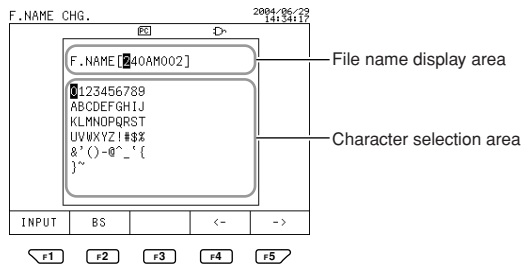 F.NAME CHG.
2004/06/29
14:34:17
PC
F.NAME[240AM002]
File name display area
0123456789
ABCDEFGHIJ
KLMNOPQRST
UVWXYZ!#$%
&'()-@^_`{
}~
Character selection area
INPUT BS <- ->
F1 F2 F3 F4 F5